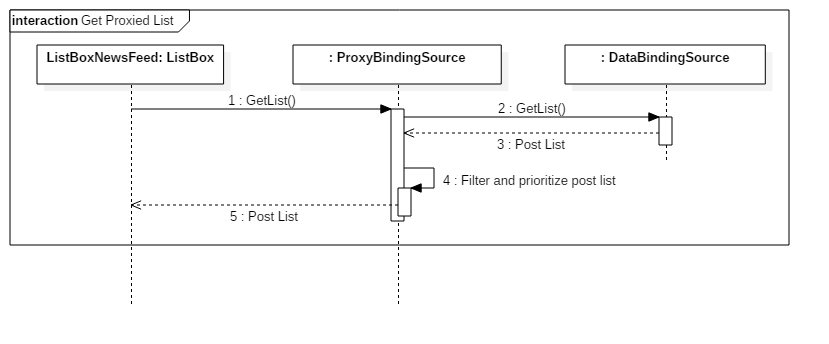 interaction Get Proxied List
ListBoxNewsFeed: ListBox
: ProxyBindingSource
: DataBindingSource
1 : GetList()
2 : GetList()
3 : Post List
4 : Filter and prioritize post list
5 : Post List